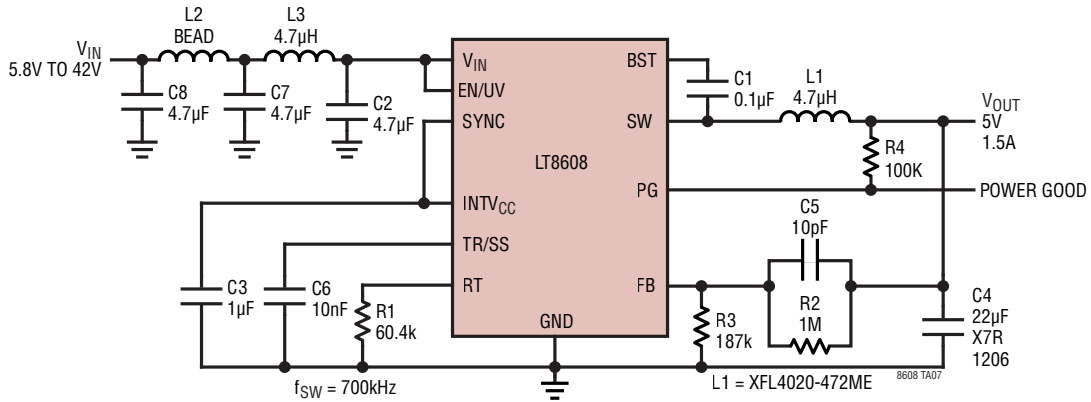 L2
BEAD
L3
4.7µH
VIN
5.8V TO 42V
C8
4.7µF
C7
4.7µF
C2
4.7µF
VIN
EN/UV
SYNC
INTVCC
TR/SS
RT
LT8608
GND
BST
SW
PG
FB
C1
0.1µF
L1
4.7µH
VOUT
5V
1.5A
R4
100K
POWER GOOD
C5
10pF
R2
1M
R3
187k
C4
22µF
X7R
1206
C3
1µF
C6
10nF
R1
60.4k
fSW = 700kHz
L1 = XFL4020-472ME
8608 TA07